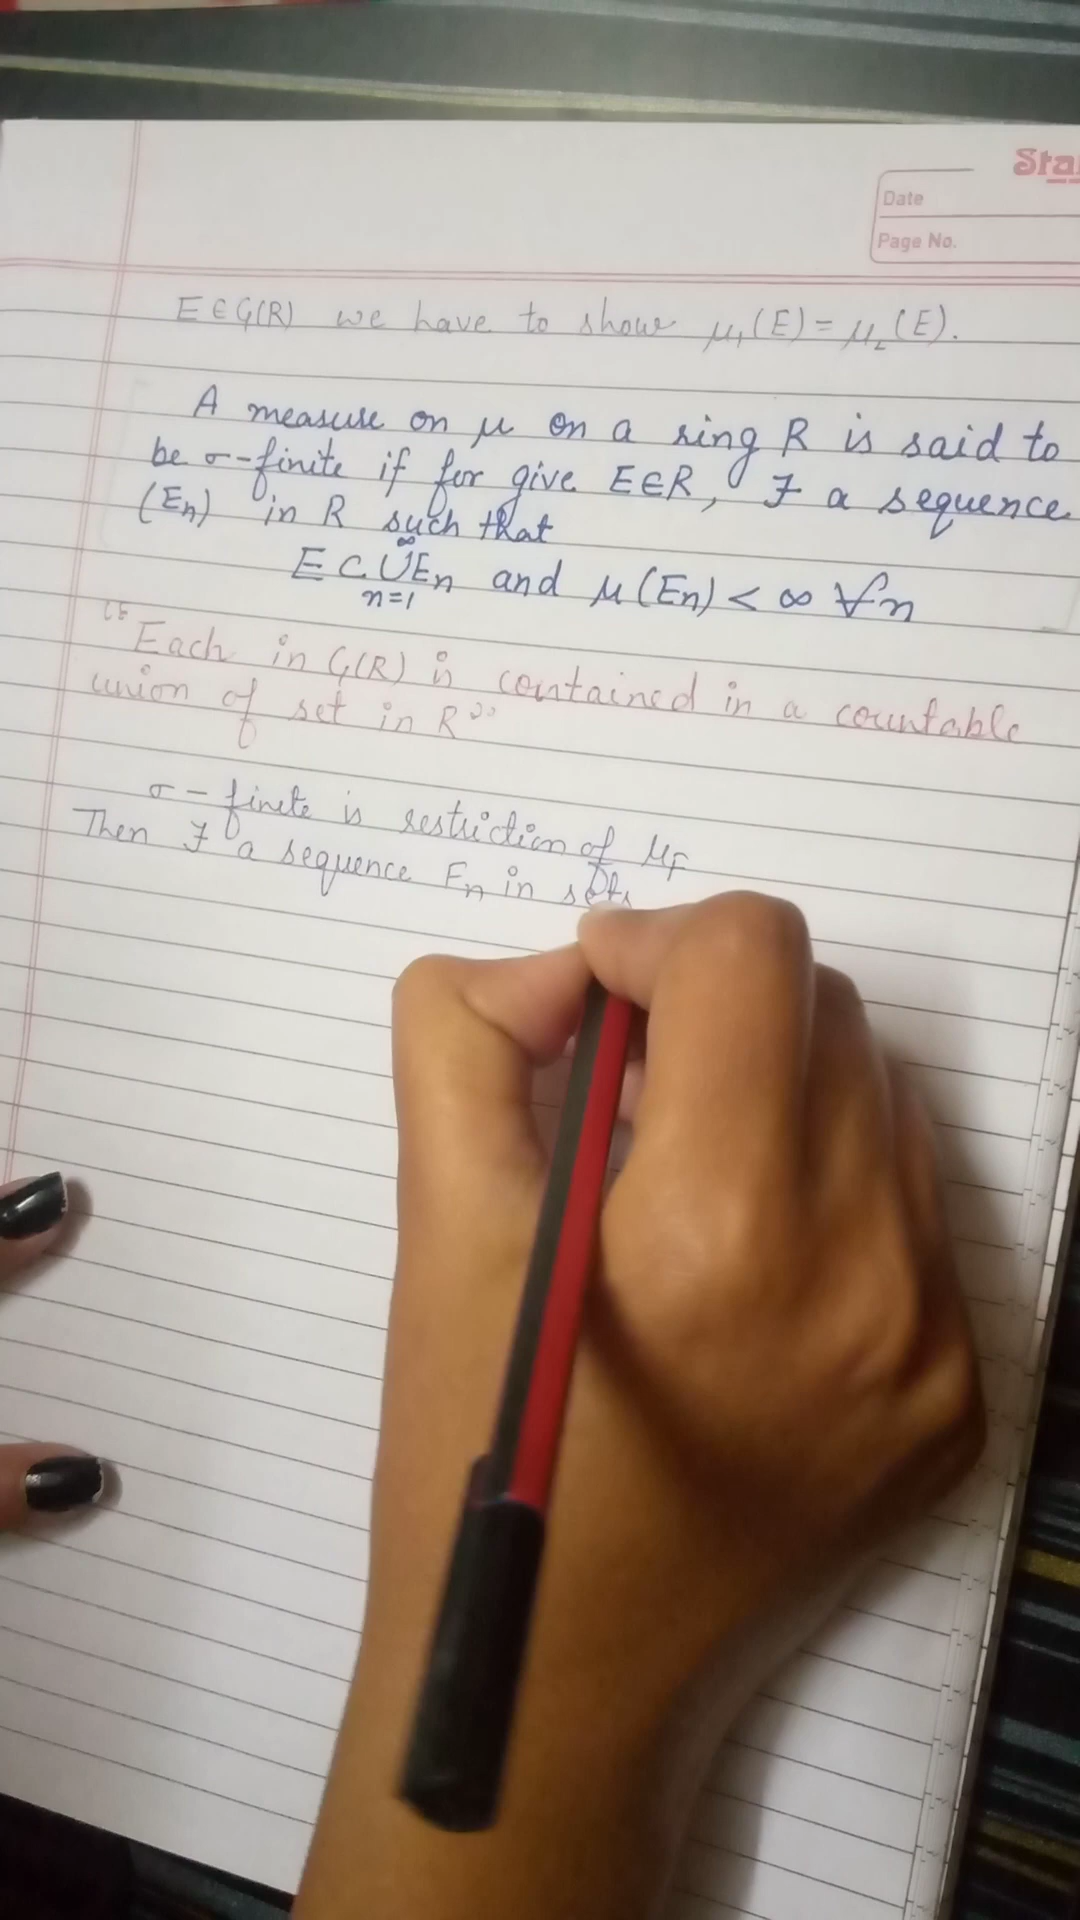 Sta
Date
Page No.
E ∈ G(R) we have to show μ₁(E) = μ₂(E).
A measure on μ on a ring R is said to
be σ-finite if for give E∈R, ∃ a sequence
(En) in R such that
E ⊂ ∞∪n=1 En and μ(En) < ∞ ∀n
"Each in G(R) is contained in a countable
union of set in R"
σ-finite is restriction of μF
Then ∃ a sequence Fn in sets